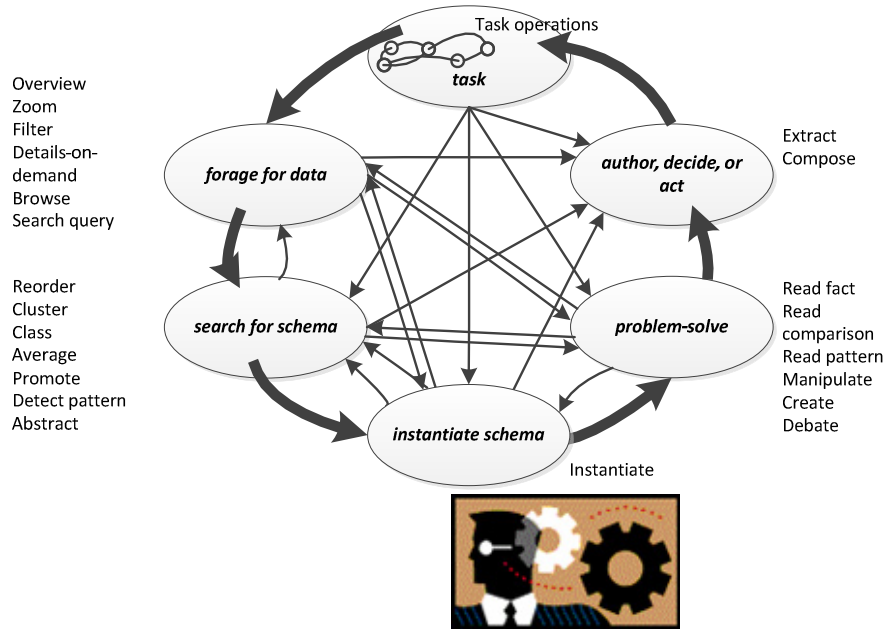 Task operations
task
Overview
Zoom
Filter
Details-on-
demand
Browse
Search query
forage for data
author, decide, or
act
Extract
Compose
Reorder
Cluster
Class
Average
Promote
Detect pattern
Abstract
search for schema
problem-solve
Read fact
Read
comparison
Read pattern
Manipulate
Create
Debate
instantiate schema
Instantiate